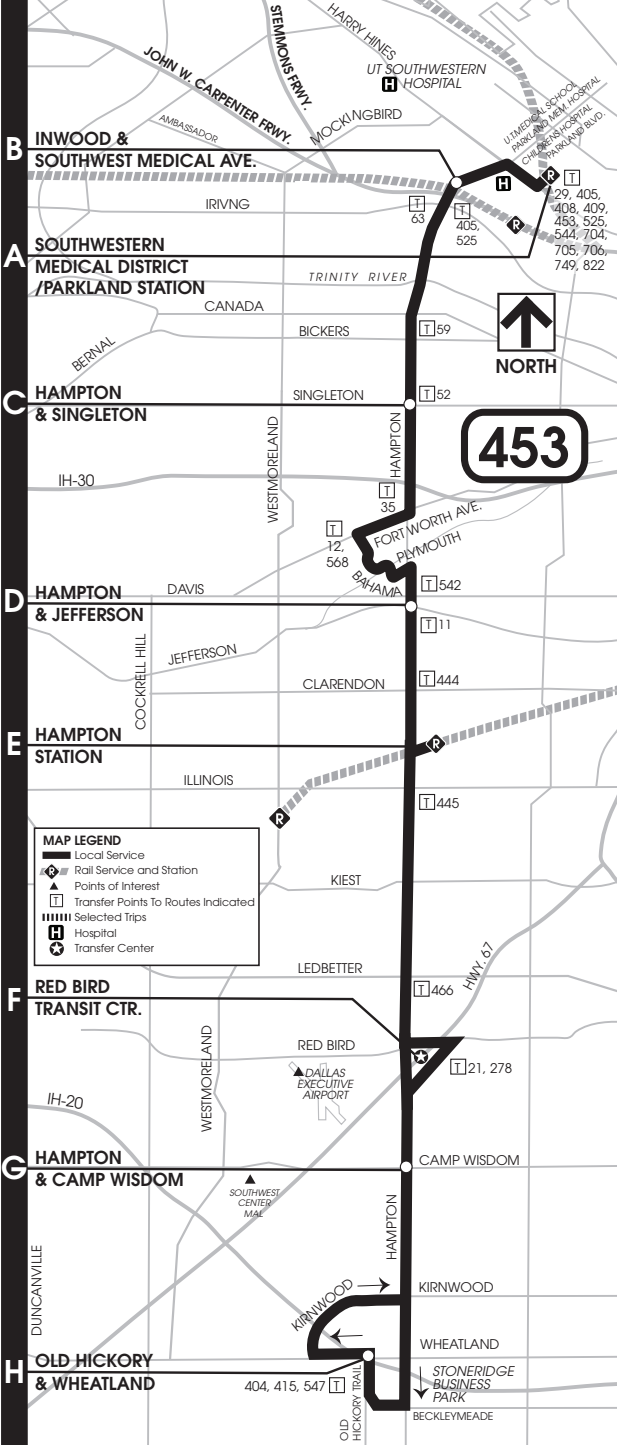 HARRY HINES
STEMMONS FRWY.
JOHN W. CARPENTER FRWY.
UT SOUTHWESTERN
H HOSPITAL
MOCKINGBIRD
AMBASSADOR
U.T.MEDICAL SCHOOL
PARKLAND MEM. HOSPITAL
CHILDRENS HOSPITAL
PARKLAND BLVD.
B INWOOD &
SOUTHWEST MEDICAL AVE.
H
R T
29, 405,
408, 409,
453, 525,
544, 704,
705, 706,
749, 822
IRIVNG
T
63
T
405,
525
R
A SOUTHWESTERN
MEDICAL DISTRICT
/PARKLAND STATION
TRINITY RIVER
CANADA
BICKERS
T 59
BERNAL
NORTH
C HAMPTON
& SINGLETON
SINGLETON
T 52
453
WESTMORELAND
HAMPTON
IH-30
T
35
FORT WORTH AVE.
T
12,
568
PLYMOUTH
BAHAMA
DAVIS
T 542
D HAMPTON
& JEFFERSON
T 11
JEFFERSON
COCKRELL HILL
CLARENDON
T 444
E HAMPTON
STATION
R
ILLINOIS
T 445
R
MAP LEGEND
Local Service
R Rail Service and Station
Points of Interest
T Transfer Points To Routes Indicated
Selected Trips
H Hospital
Transfer Center
KIEST
LEDBETTER
HWY. 67
T 466
F RED BIRD
TRANSIT CTR.
RED BIRD
T 21, 278
WESTMORELAND
DALLAS
EXECUTIVE
AIRPORT
IH-20
G HAMPTON
& CAMP WISDOM
CAMP WISDOM
SOUTHWEST
CENTER
MAL
HAMPTON
DUNCANVILLE
KIRNWOOD
KIRNWOOD
WHEATLAND
H OLD HICKORY
& WHEATLAND
404, 415, 547 T
OLD
HICKORY TRAIL
STONERIDGE
BUSINESS
PARK
BECKLEYMEADE